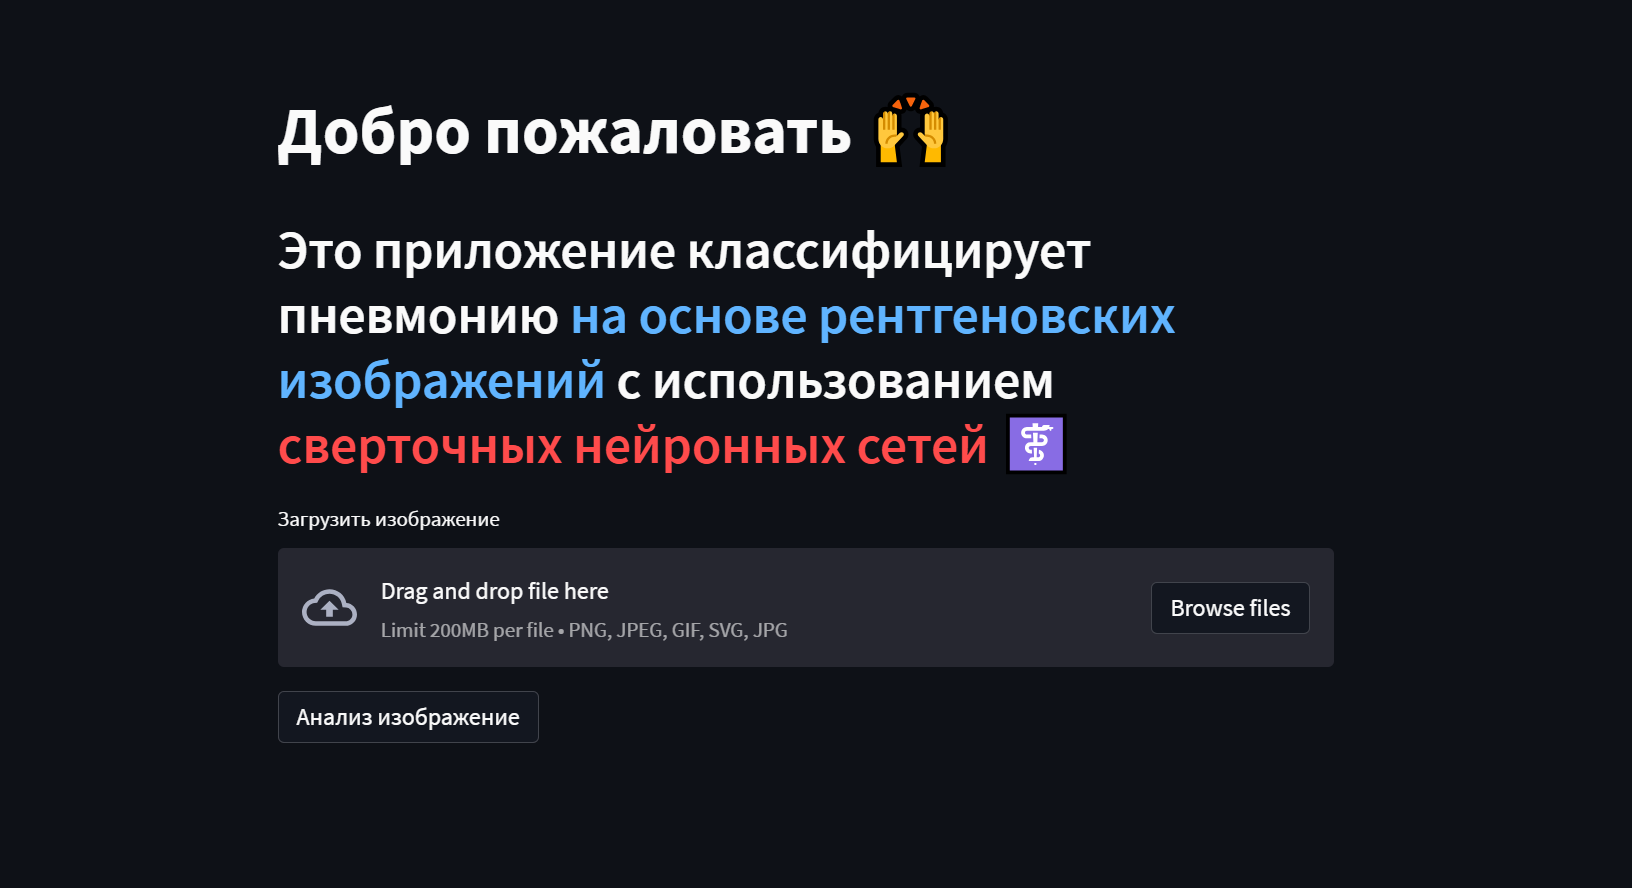 Добро пожаловать 🙌
Это приложение классифицирует
пневмонию на основе рентгеновских
изображений с использованием
сверточных нейронных сетей ⚕️
Загрузить изображение
Drag and drop file here
Limit 200MB per file • PNG, JPEG, GIF, SVG, JPG
Browse files
Анализ изображение